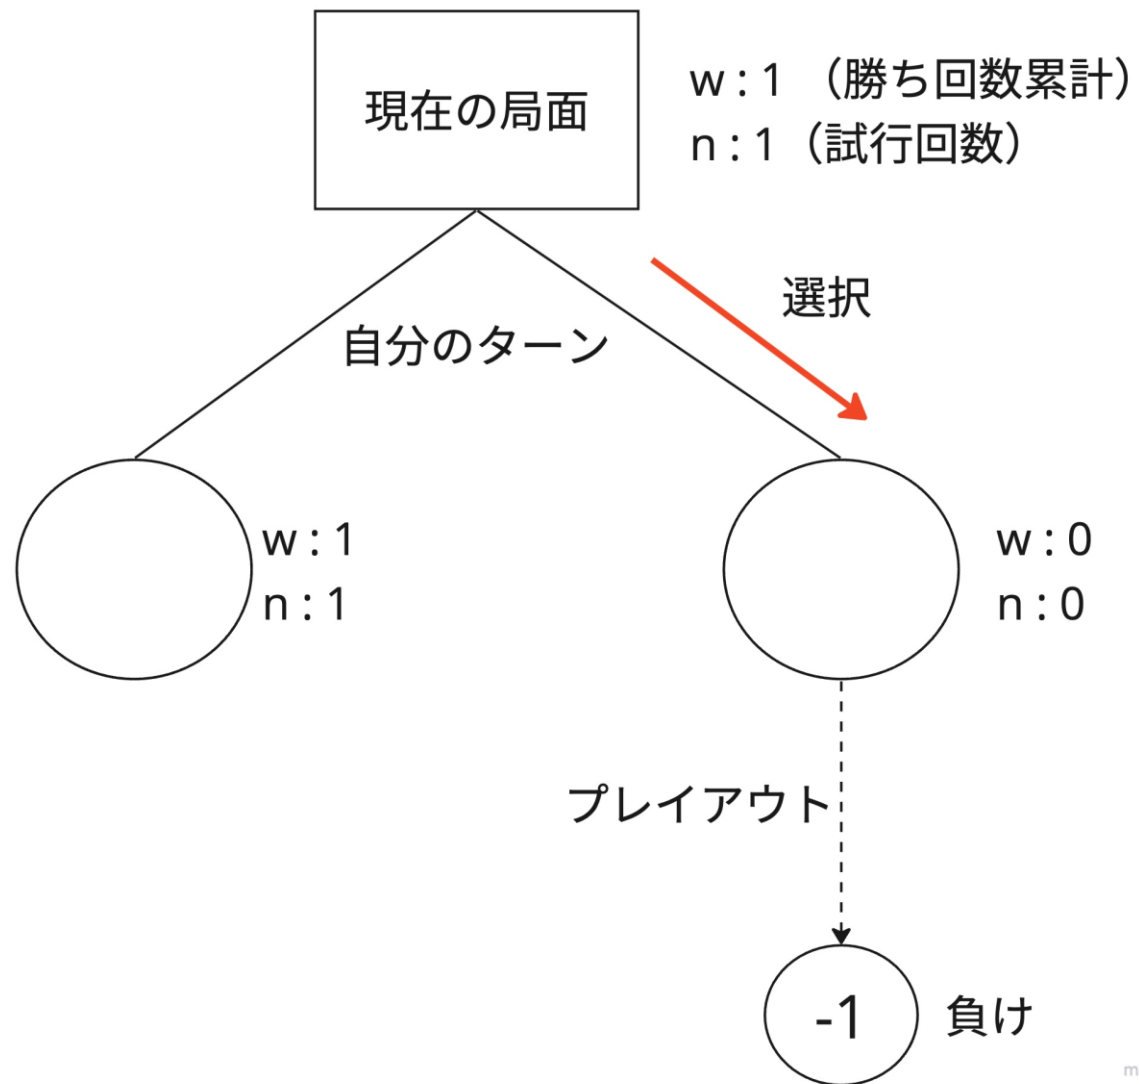 現在の局面
w : 1 （勝ち回数累計）
n : 1（試行回数）
選択
自分のターン
w : 1
n : 1
w : 0
n : 0
プレイアウト
-1
負け
m